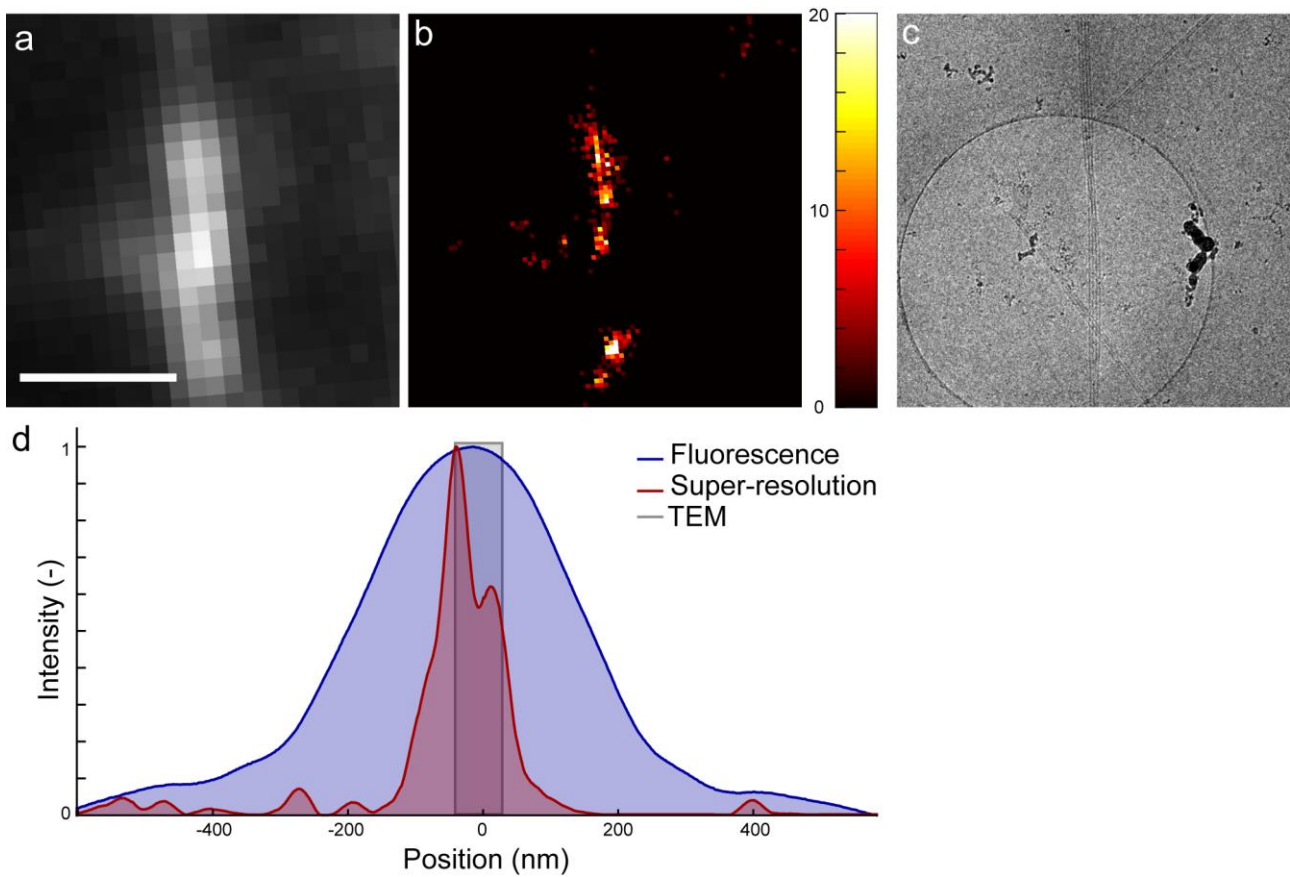 a
b
20
10
0
c
d
1
Fluorescence
Super-resolution
TEM
Intensity (-)
0
-400
-200
0
200
400
Position (nm)